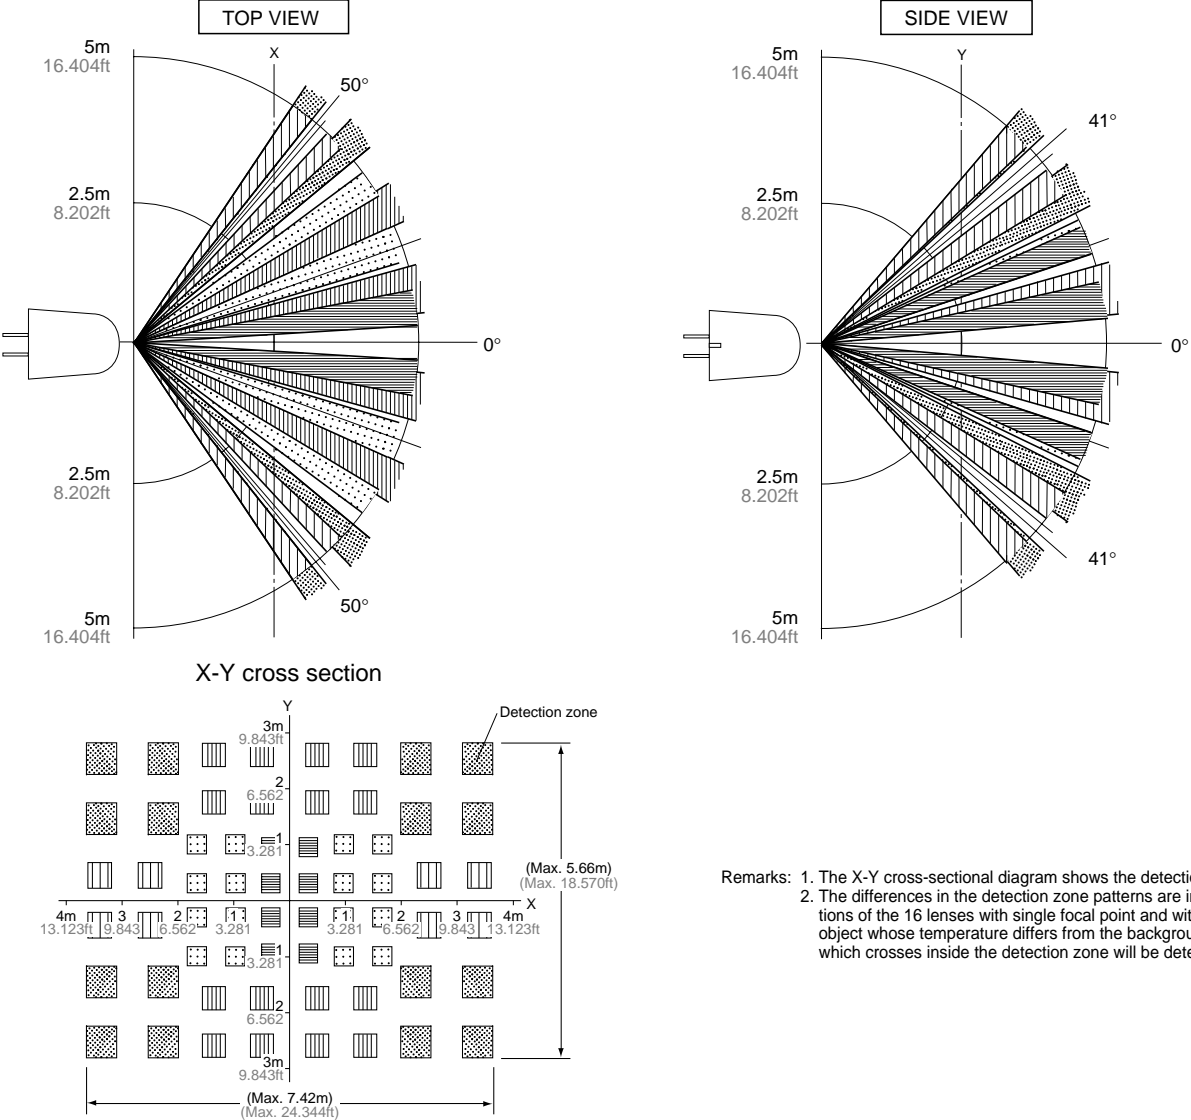 TOP VIEW
5m
16.404ft
X
50°
2.5m
8.202ft
0°
2.5m
8.202ft
50°
5m
16.404ft
SIDE VIEW
5m
16.404ft
Y
41°
2.5m
8.202ft
0°
2.5m
8.202ft
41°
5m
16.404ft
X-Y cross section
Y
Detection zone
3m
9.843ft
2
6.562
1
3.281
(Max. 5.66m)
(Max. 18.570ft)
X
4m 3 2 1 1 2 3 4m
13.123ft 9.843 6.562 3.281 3.281 6.562 9.843 13.123ft
1
3.281
2
6.562
3m
9.843ft
(Max. 7.42m)
(Max. 24.344ft)
Remarks: 1. The X-Y cross-sectional diagram shows the detecti
2. The differences in the detection zone patterns are i
tions of the 16 lenses with single focal point and wit
object whose temperature differs from the backgrou
which crosses inside the detection zone will be dete